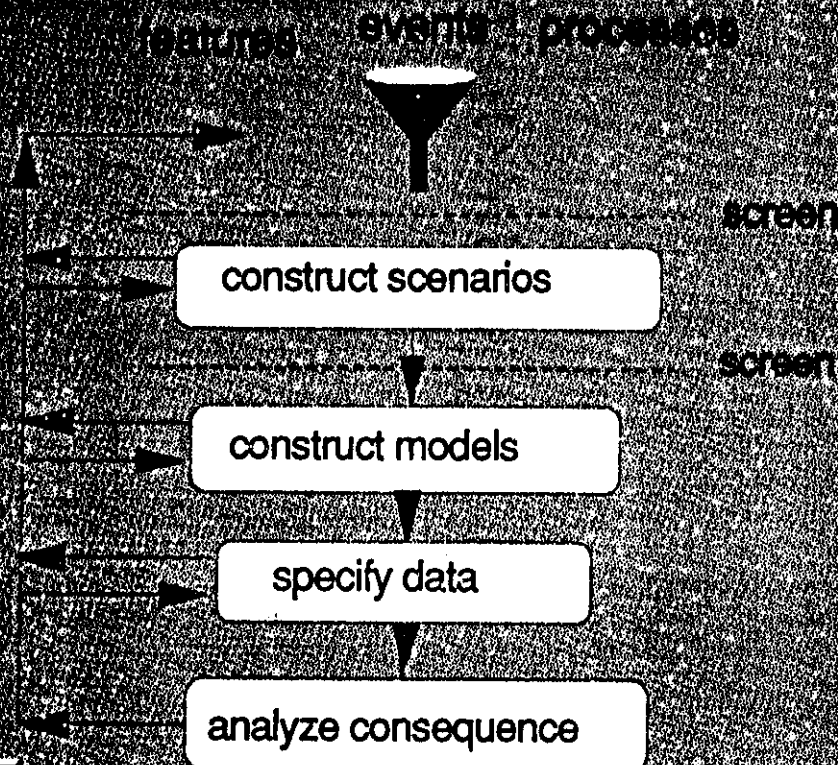 features events processes
screen
construct scenarios
screen
construct models
specify data
analyze consequence